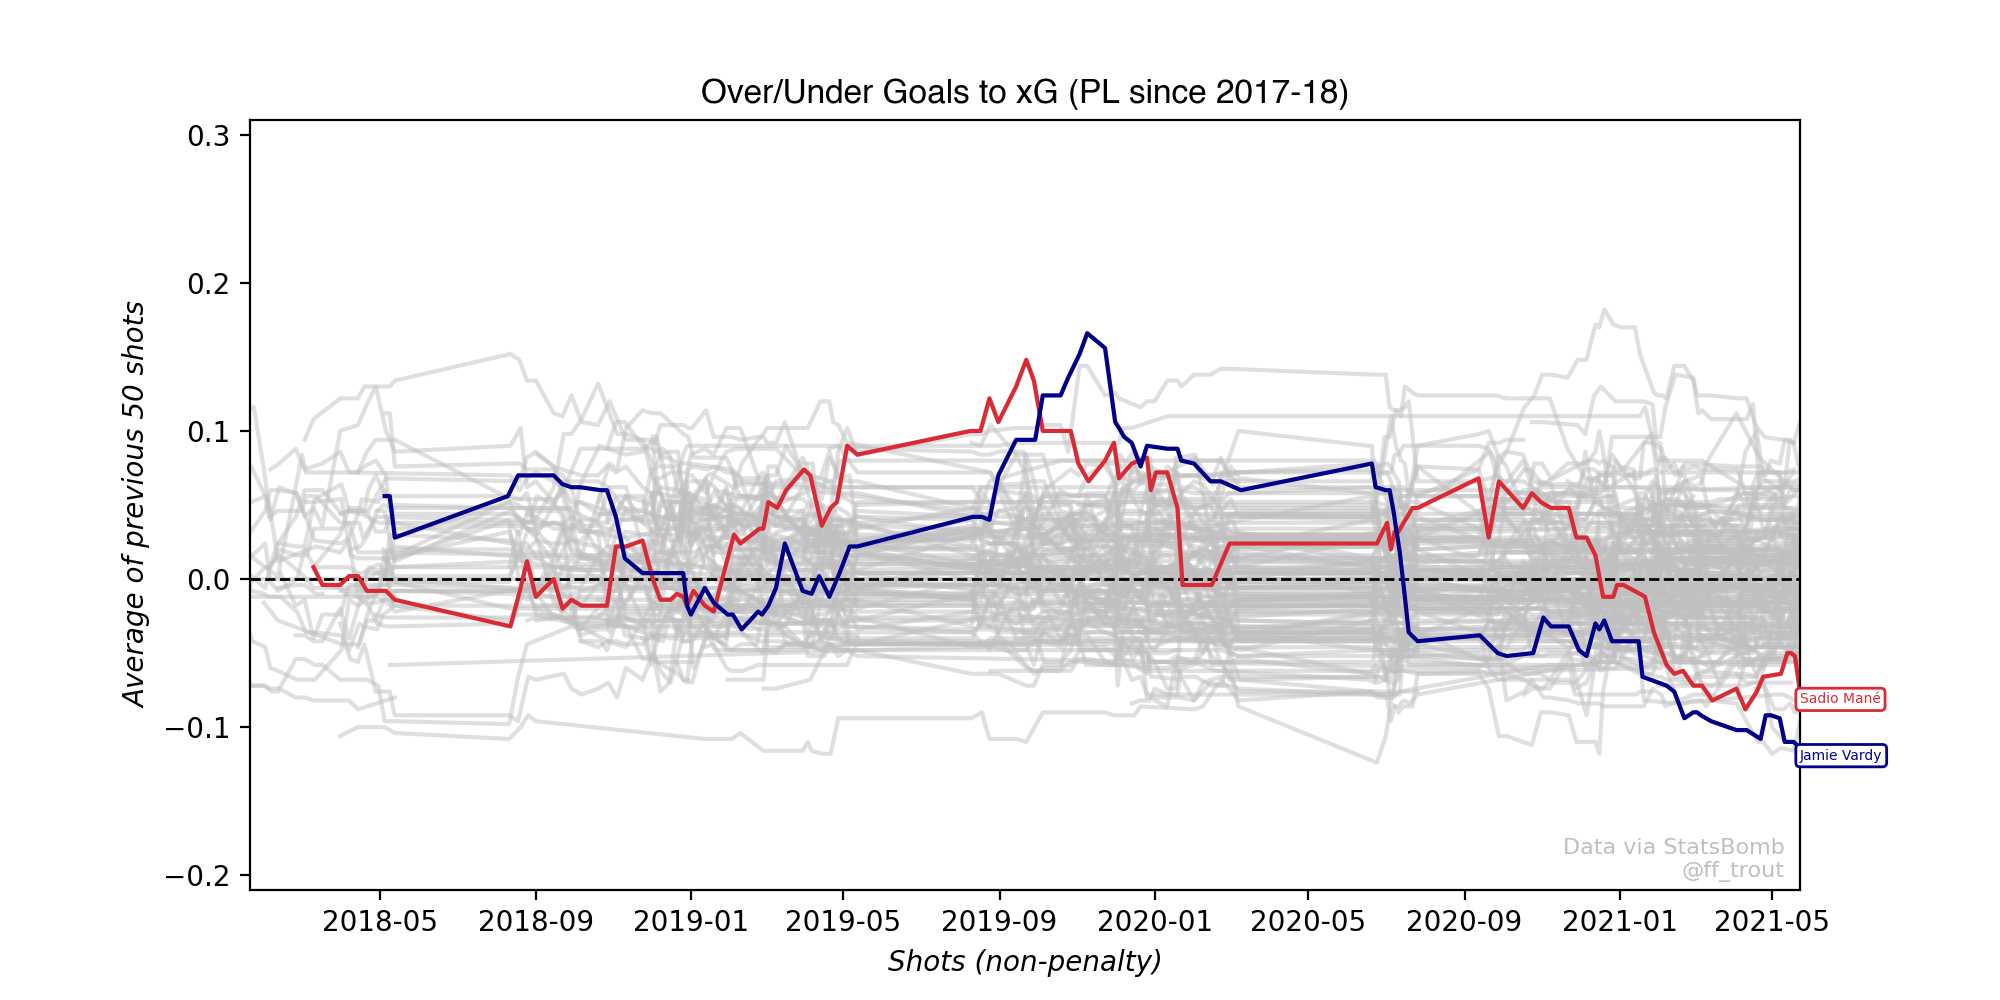 Over/Under Goals to xG (PL since 2017-18)
0.3
0.2
0.1
0.0
−0.1
−0.2
Average of previous 50 shots
Sadio Mané
Jamie Vardy
Data via StatsBomb
@ff_trout
2018-05 2018-09 2019-01 2019-05 2019-09 2020-01 2020-05 2020-09 2021-01 2021-05
Shots (non-penalty)